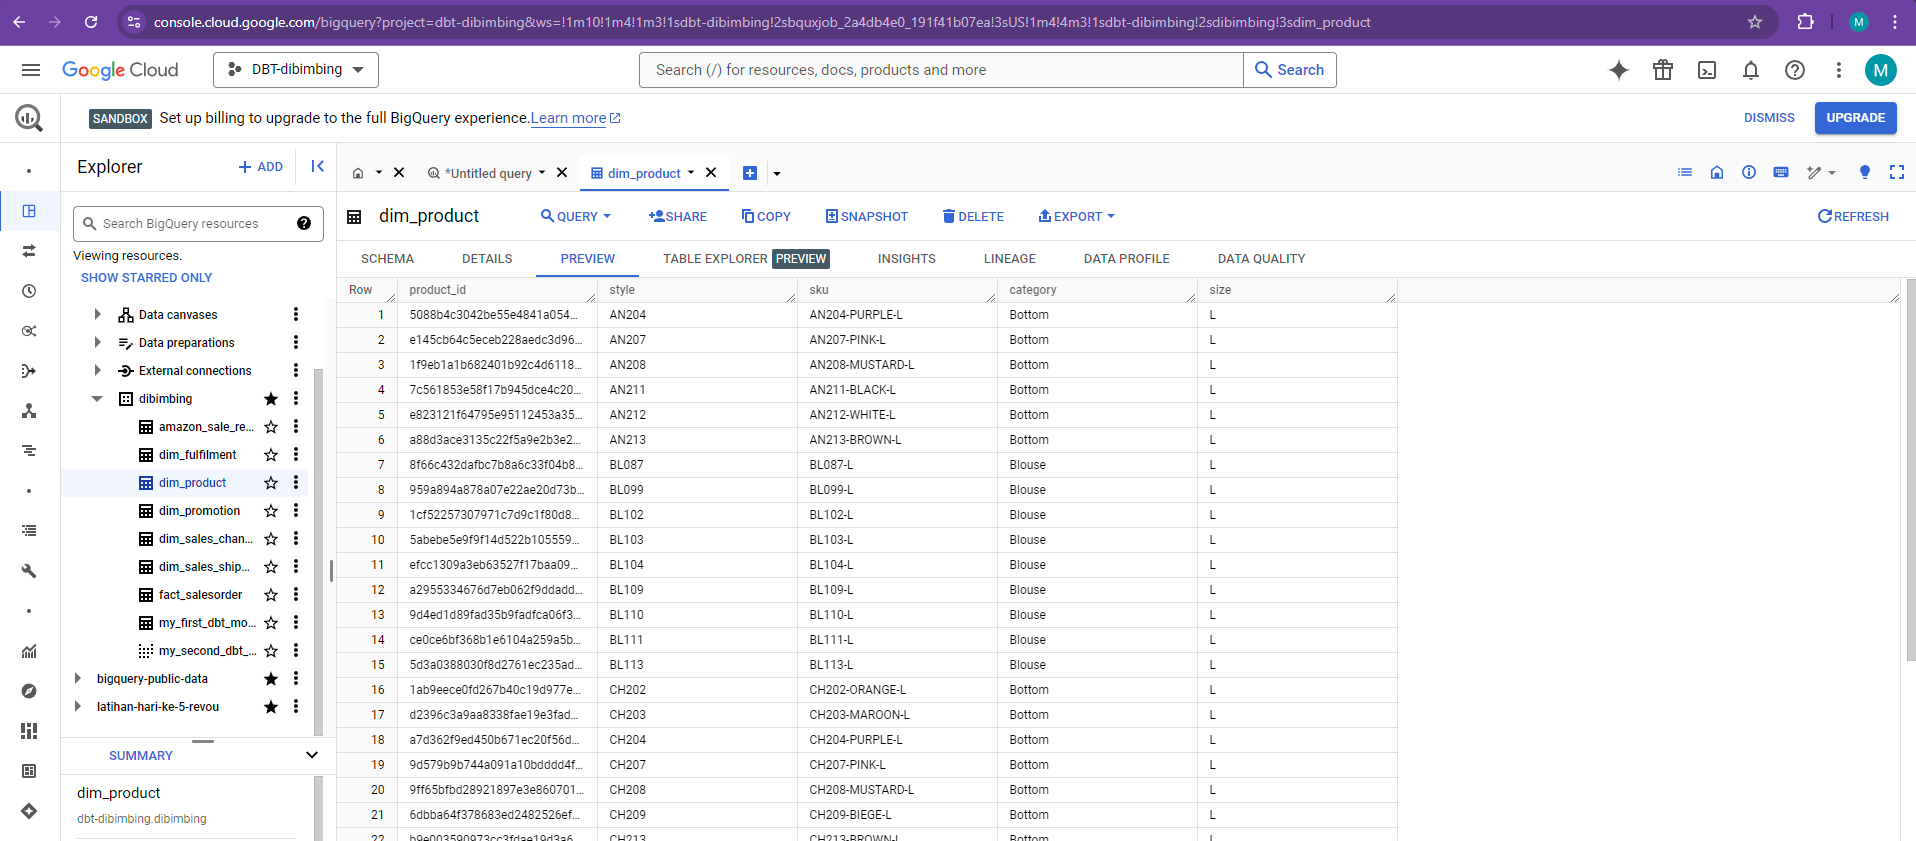 console.cloud.google.com/bigquery?project=dbt-dibimbing&ws=!1m10!1m4!1m3!1sdbt-dibimbing!2sbquxjob_2a4db4e0_191f41b07ea!3sUS!1m4!4m3!1sdbt-dibimbing!2sdibimbing!3sdim_product
M
Google Cloud
DBT-dibimbing
Search (/) for resources, docs, products and more
Search
M
SANDBOX Set up billing to upgrade to the full BigQuery experience. Learn more
DISMISS
UPGRADE
Explorer
+ ADD
Search BigQuery resources
Viewing resources.
SHOW STARRED ONLY
Data canvases
Data preparations
External connections
dibimbing
amazon_sale_re...
dim_fulfilment
dim_product
dim_promotion
dim_sales_chan...
dim_sales_ship...
fact_salesorder
my_first_dbt_mo...
my_second_dbt_...
bigquery-public-data
latihan-hari-ke-5-revou
SUMMARY
dim_product
dbt-dibimbing.dibimbing
*Untitled query
dim_product
dim_product
QUERY
SHARE
COPY
SNAPSHOT
DELETE
EXPORT
REFRESH
SCHEMA DETAILS PREVIEW TABLE EXPLORER PREVIEW INSIGHTS LINEAGE DATA PROFILE DATA QUALITY
Row product_id style sku category size
1 5088b4c3042be55e4841a054... AN204 AN204-PURPLE-L Bottom L
2 e145cb64c5eceb228aedc3d96... AN207 AN207-PINK-L Bottom L
3 1f9eb1a1b682401b92c4d6118... AN208 AN208-MUSTARD-L Bottom L
4 7c561853e58f17b945dce4c20... AN211 AN211-BLACK-L Bottom L
5 e823121f64795e95112453a35... AN212 AN212-WHITE-L Bottom L
6 a88d3ace3135c22f5a9e2b3e2... AN213 AN213-BROWN-L Bottom L
7 8f66c432dafbc7b8a6c33f04b8... BL087 BL087-L Blouse L
8 959a894a878a07e22ae20d73b... BL099 BL099-L Blouse L
9 1cf52257307971c7d9c1f80d8... BL102 BL102-L Blouse L
10 5abebe5e9f9f14d522b105559... BL103 BL103-L Blouse L
11 efcc1309a3eb63527f17baa09... BL104 BL104-L Blouse L
12 a2955334676d7eb062f9ddadd... BL109 BL109-L Blouse L
13 9d4ed1d89fad35b9fadfca06f3... BL110 BL110-L Blouse L
14 ce0ce6bf368b1e6104a259a5b... BL111 BL111-L Blouse L
15 5d3a0388030f8d2761ec235ad... BL113 BL113-L Blouse L
16 1ab9eece0fd267b40c19d977e... CH202 CH202-ORANGE-L Bottom L
17 d2396c3a9aa8338fae19e3fad... CH203 CH203-MAROON-L Bottom L
18 a7d362f9ed450b671ec20f56d... CH204 CH204-PURPLE-L Bottom L
19 9d579b9b744a091a10bdddd4f... CH207 CH207-PINK-L Bottom L
20 9ff65bfbd28921897e3e860701... CH208 CH208-MUSTARD-L Bottom L
21 6dbba64f378683ed2482526ef... CH209 CH209-BIEGE-L Bottom L
22 b9e003590973cc3fdae19d3a6... CH213 CH213-BROWN-L Bottom L